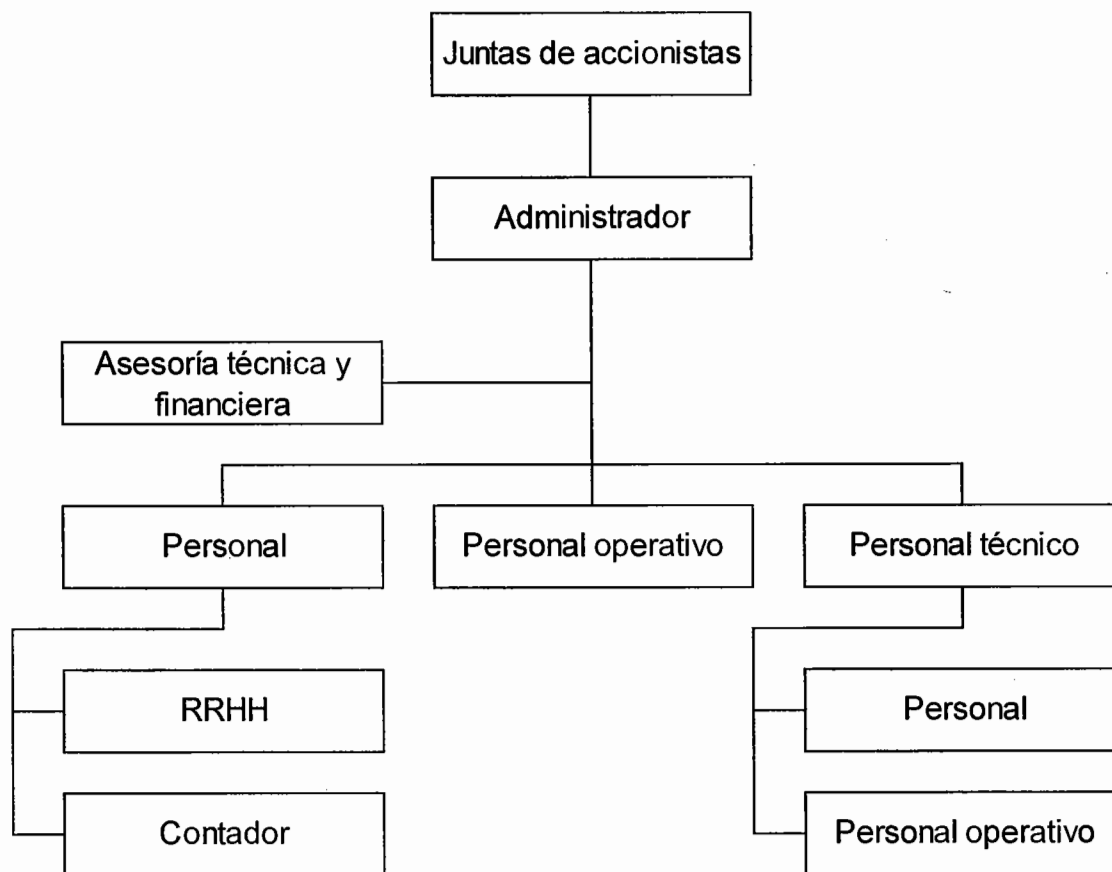 Juntas de accionistas
Administrador
Asesoría técnica y
financiera
Personal
Personal operativo
Personal técnico
RRHH
Personal
Contador
Personal operativo